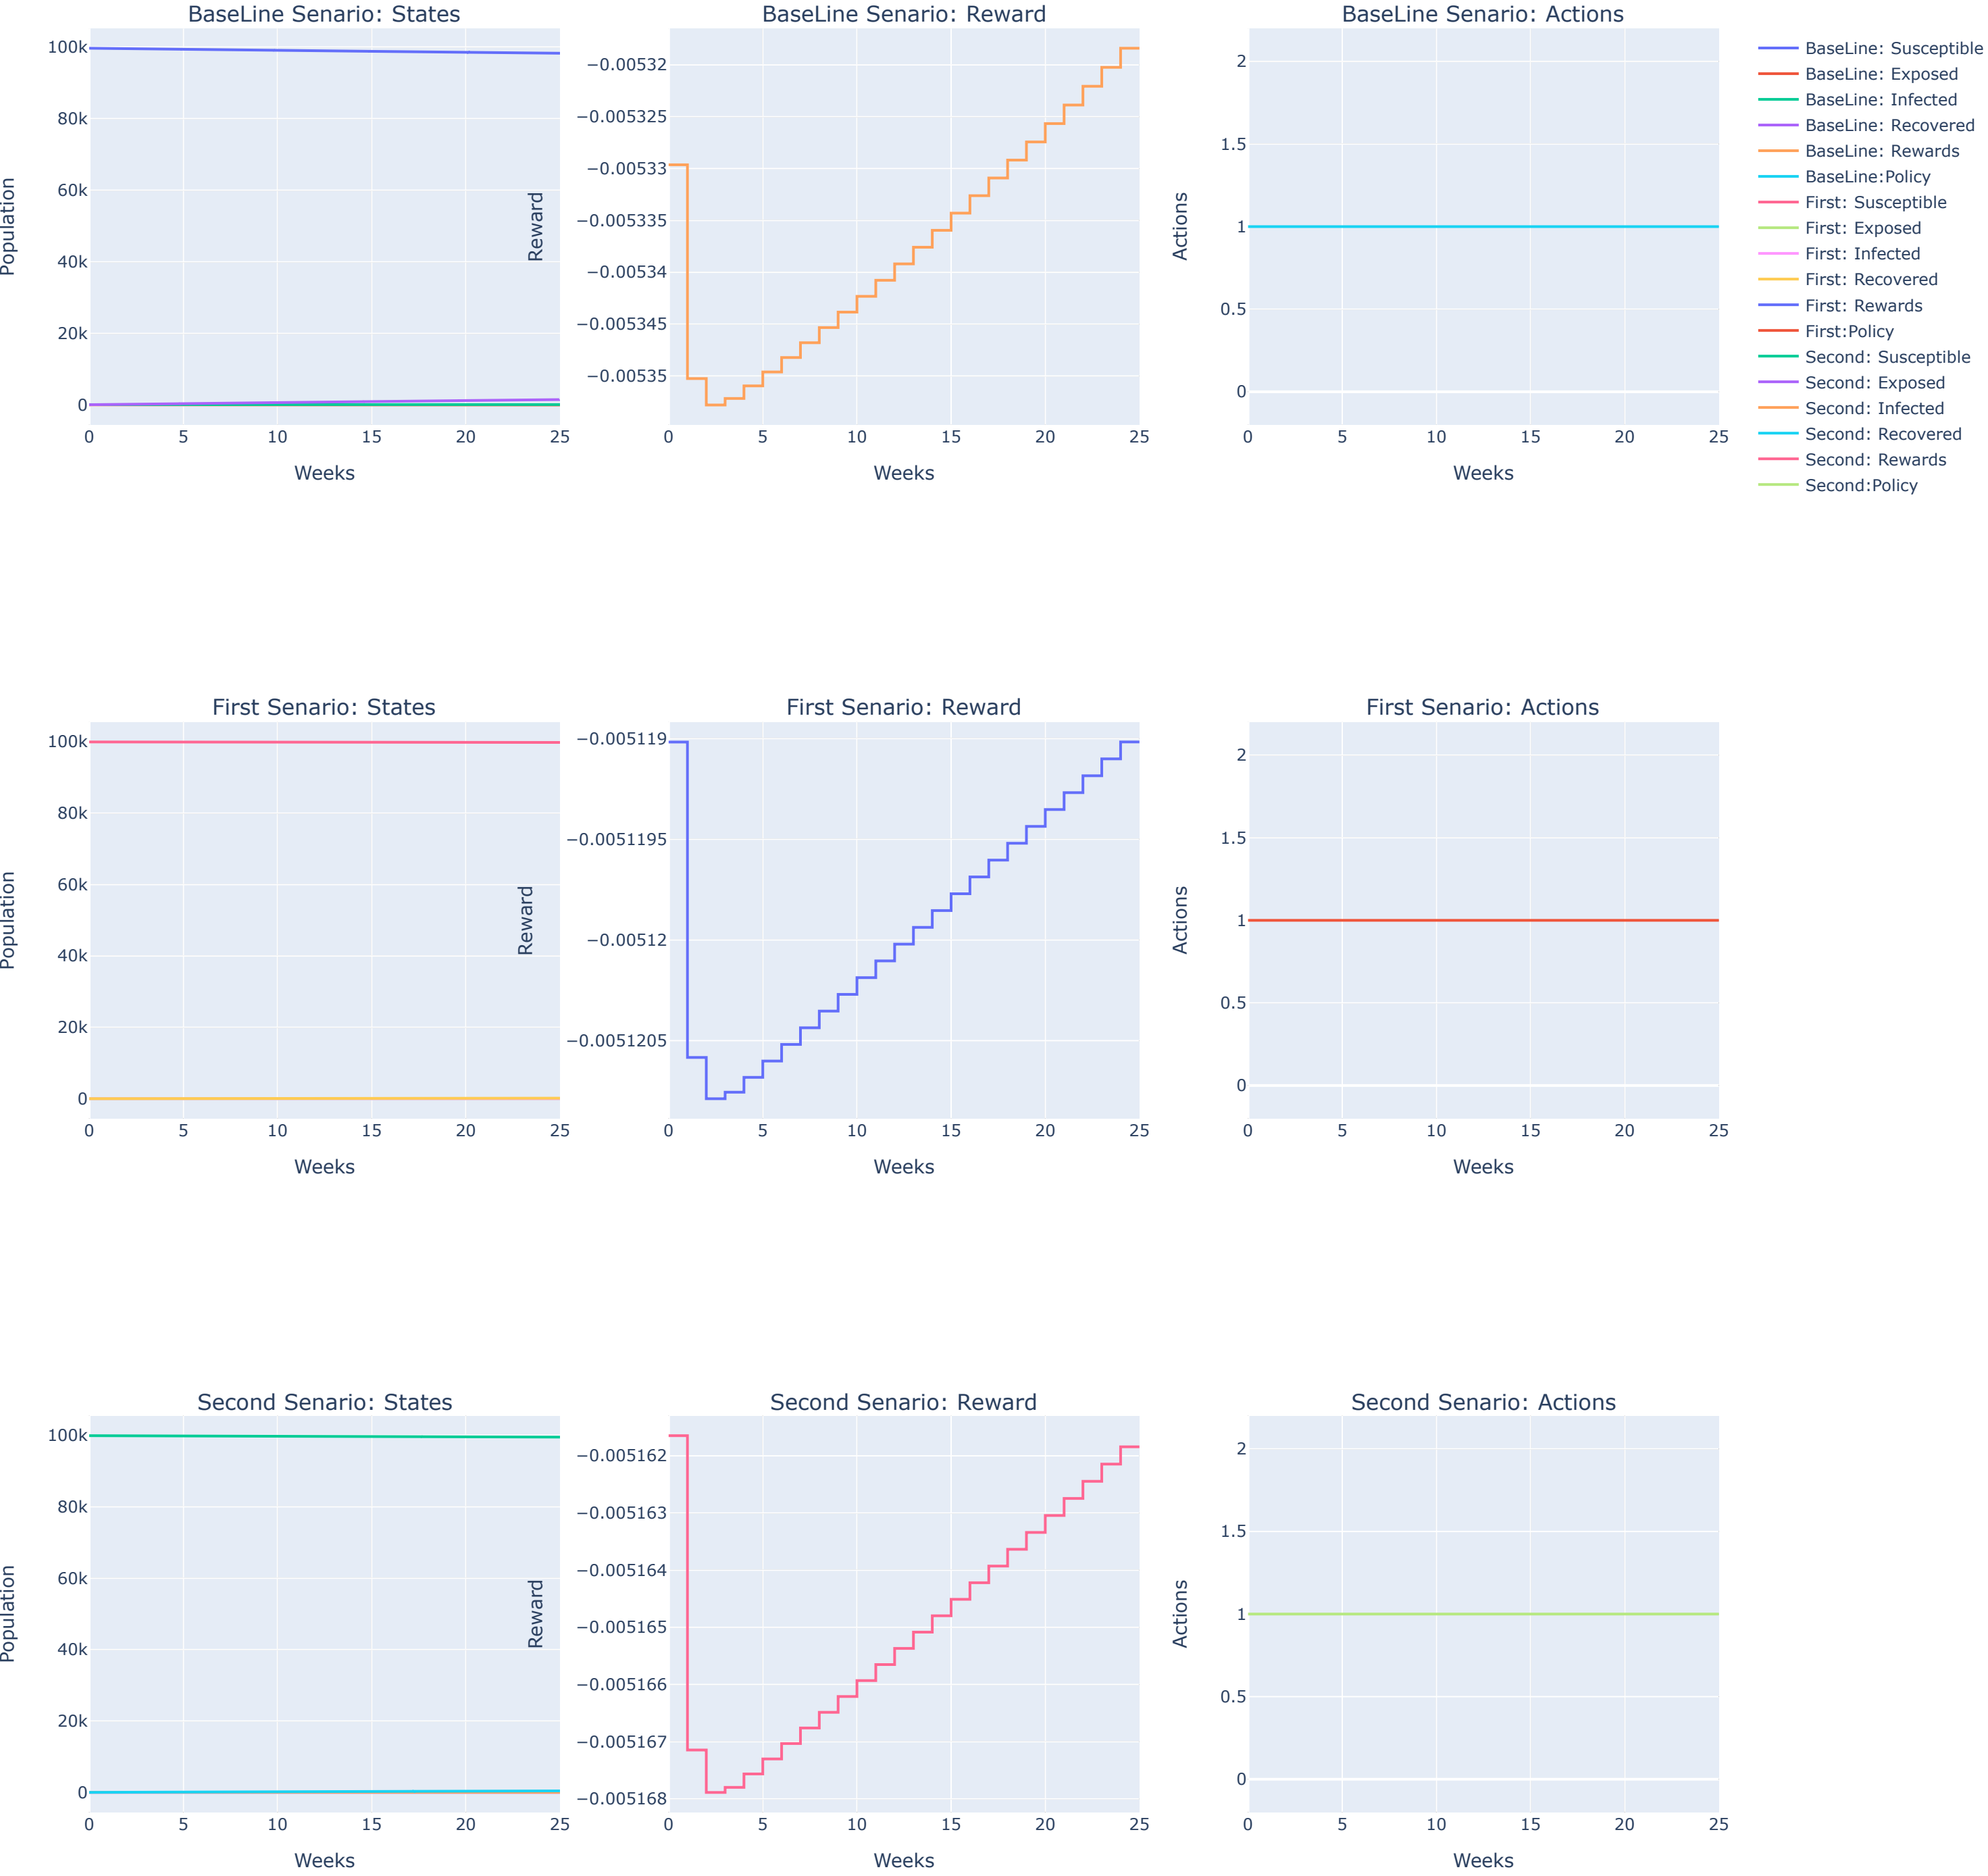 BaseLine Senario: States
BaseLine Senario: Reward
BaseLine Senario: Actions
100k
80k
60k
40k
20k
0
Population
0 5 10 15 20 25
Weeks
−0.00532
−0.005325
−0.00533
−0.005335
−0.00534
−0.005345
−0.00535
Reward
0 5 10 15 20 25
Weeks
2
1.5
1
0.5
0
Actions
0 5 10 15 20 25
Weeks
BaseLine: Susceptible
BaseLine: Exposed
BaseLine: Infected
BaseLine: Recovered
BaseLine: Rewards
BaseLine:Policy
First: Susceptible
First: Exposed
First: Infected
First: Recovered
First: Rewards
First:Policy
Second: Susceptible
Second: Exposed
Second: Infected
Second: Recovered
Second: Rewards
Second:Policy
First Senario: States
First Senario: Reward
First Senario: Actions
100k
80k
60k
40k
20k
0
Population
0 5 10 15 20 25
Weeks
−0.005119
−0.0051195
−0.00512
−0.0051205
Reward
0 5 10 15 20 25
Weeks
2
1.5
1
0.5
0
Actions
0 5 10 15 20 25
Weeks
Second Senario: States
Second Senario: Reward
Second Senario: Actions
100k
80k
60k
40k
20k
0
Population
0 5 10 15 20 25
Weeks
−0.005162
−0.005163
−0.005164
−0.005165
−0.005166
−0.005167
−0.005168
Reward
0 5 10 15 20 25
Weeks
2
1.5
1
0.5
0
Actions
0 5 10 15 20 25
Weeks